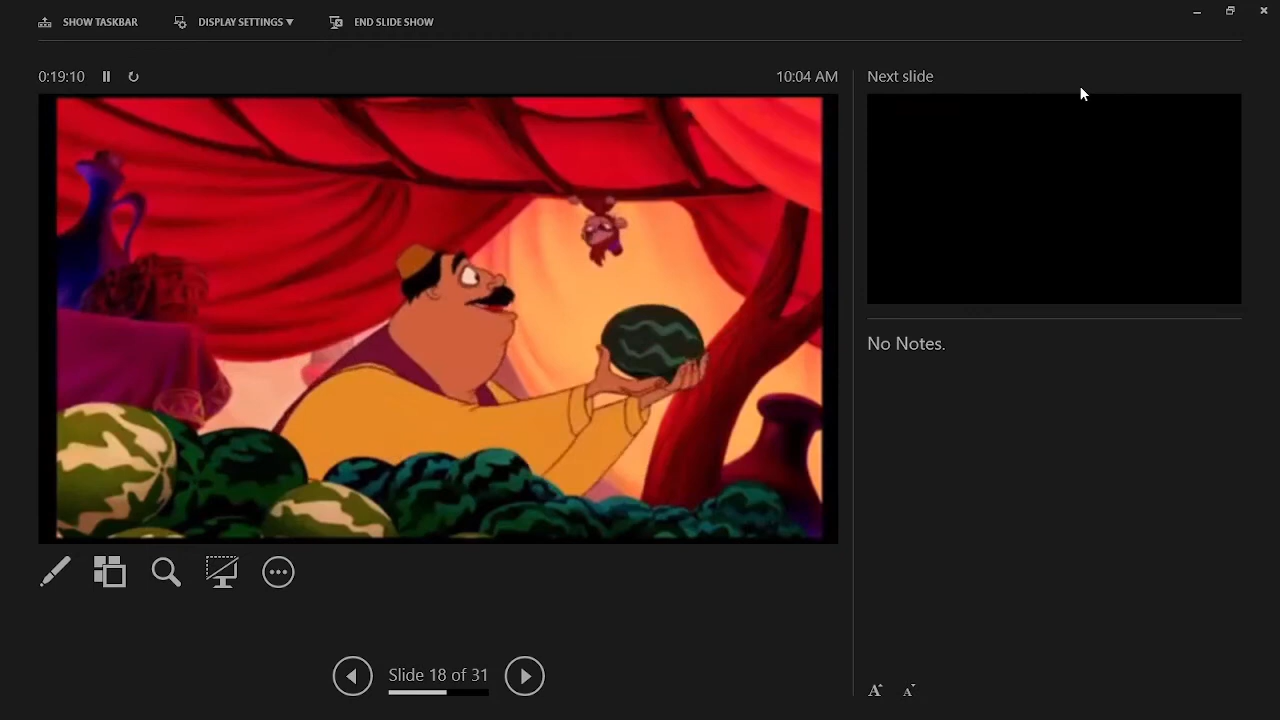 SHOW TASKBAR
DISPLAY SETTINGS ▼
END SLIDE SHOW
0:19:10
10:04 AM
Next slide
No Notes.
Slide 18 of 31
A
A